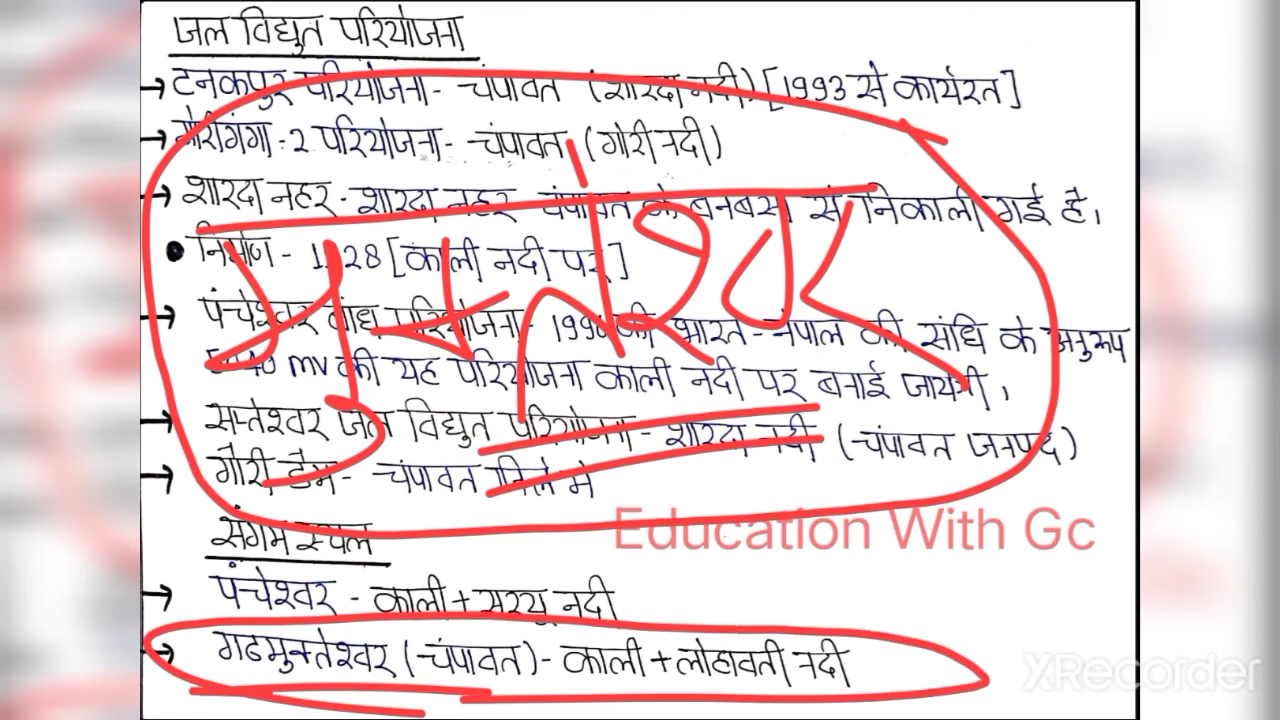 जल विद्युत परियोजना
→ टनकपुर परियोजना - चंपावत (शारदा नदी) [1993 से कार्यरत]
→ गोरीगंगा - 2 परियोजना - चंपावत (गोरी नदी)
→ शारदा नहर - शारदा नहर चंपावत के बनबसा से निकाली गई है।
• निर्माण - 1928 [काली नदी पर]
→ पंचेश्वर बांध परियोजना - की भारत - नेपाल की संधि के अनुरूप
mv की यह परियोजना काली नदी पर बनाई जायगी।
→ सप्तेश्वर जल विद्युत परियोजना - शारदा नदी (चंपावत जनपद)
→ गौरी डैम - चंपावत जिले में
मुक्तेश्वर
Education With Gc
संगम स्थल
→ पंचेश्वर - काली + सरयू नदी
→ गढमुक्तेश्वर (चंपावत) - काली + लोहावती नदी
XRecorder